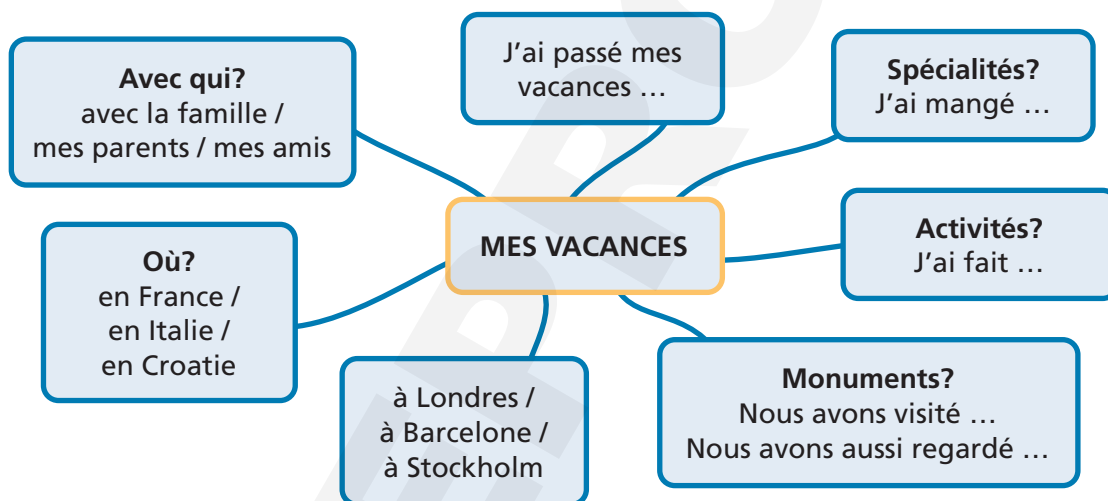 J'ai passé mes
vacances …
Avec qui?
avec la famille /
mes parents / mes amis
Spécialités?
J'ai mangé …
MES VACANCES
Activités?
J'ai fait …
Où?
en France /
en Italie /
en Croatie
à Londres /
à Barcelone /
à Stockholm
Monuments?
Nous avons visité …
Nous avons aussi regardé …